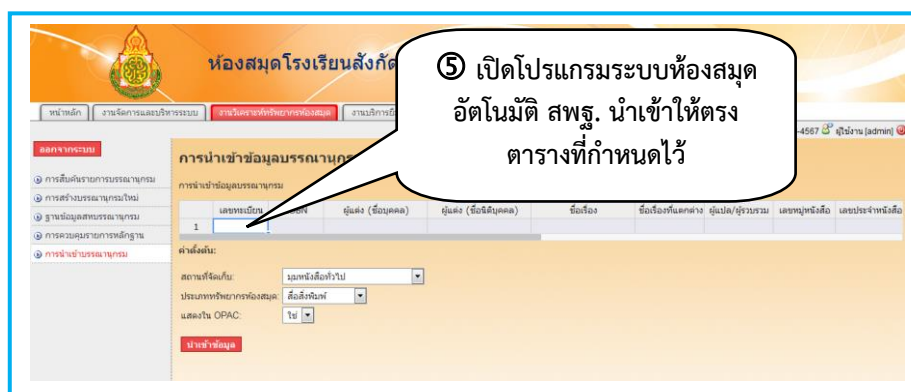 ห้องสมุดโรงเรียนสังกัด
⑤ เปิดโปรแกรมระบบห้องสมุด
อัตโนมัติ สพฐ. นำเข้าให้ตรง
ตารางที่กำหนดไว้
หน้าหลัก งานจัดการและบริหารระบบ งานวิเคราะห์ทรัพยากรห้องสมุด
-4567 ผู้ใช้งาน [admin]
ออกจากระบบ
การสืบค้นรายการบรรณานุกรม
การสร้างบรรณานุกรมใหม่
ฐานข้อมูลสหบรรณานุกรม
การควบคุมรายการหลักฐาน
การนำเข้าบรรณานุกรม
การนำเข้าข้อมูลบรรณานุกรม
การนำเข้าข้อมูลบรรณานุกรม
เลขทะเบียน ผู้แต่ง (ชื่อบุคคล) ผู้แต่ง (ชื่อนิติบุคคล) ชื่อเรื่อง ชื่อเรื่องที่แตกต่าง ผู้แปล/ผู้รวบรวม เลขหมู่หนังสือ เลขประจำหนังสือ
1
ค่าตั้งต้น:
สถานที่จัดเก็บ: มุมหนังสือทั่วไป
ประเภททรัพยากรห้องสมุด: สื่อสิ่งพิมพ์
แสดงใน OPAC: ใช่
นำเข้าข้อมูล